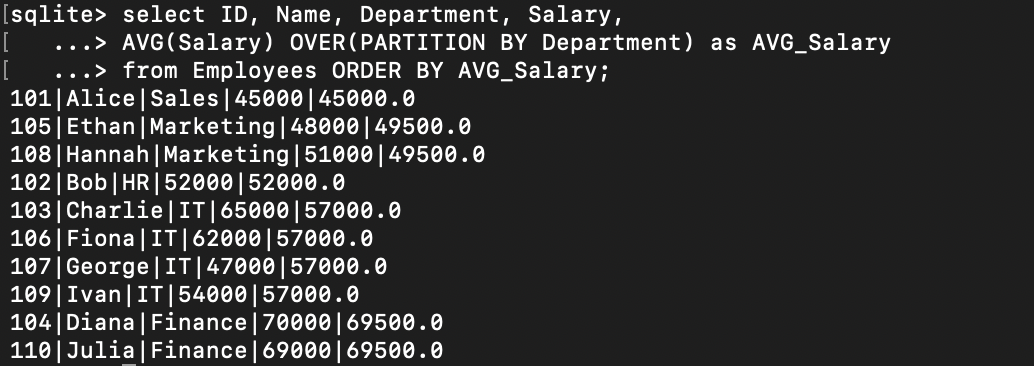 [sqlite> select ID, Name, Department, Salary,
[   ...> AVG(Salary) OVER(PARTITION BY Department) as AVG_Salary
[   ...> from Employees ORDER BY AVG_Salary;
101|Alice|Sales|45000|45000.0
105|Ethan|Marketing|48000|49500.0
108|Hannah|Marketing|51000|49500.0
102|Bob|HR|52000|52000.0
103|Charlie|IT|65000|57000.0
106|Fiona|IT|62000|57000.0
107|George|IT|47000|57000.0
109|Ivan|IT|54000|57000.0
104|Diana|Finance|70000|69500.0
110|Julia|Finance|69000|69500.0